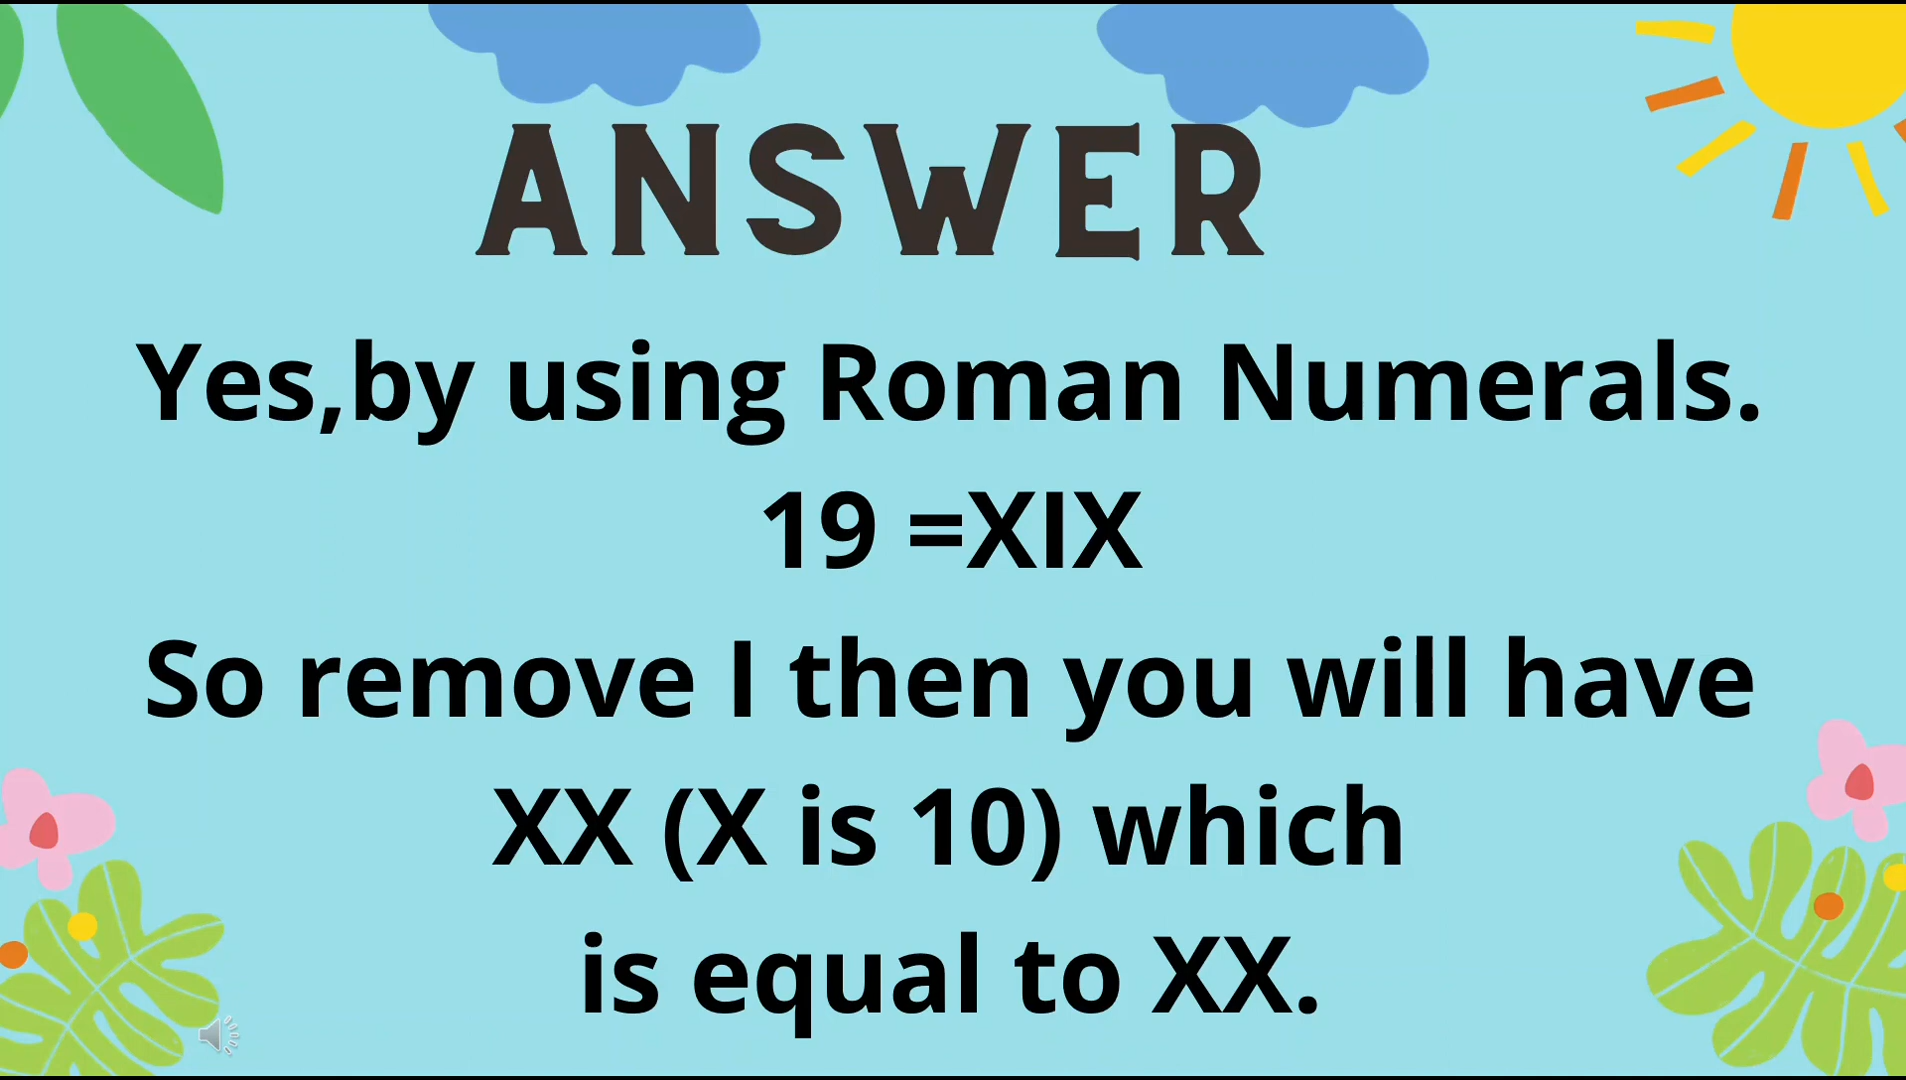 ANSWER
Yes,by using Roman Numerals.
19 =XIX
So remove I then you will have
XX (X is 10) which
is equal to XX.